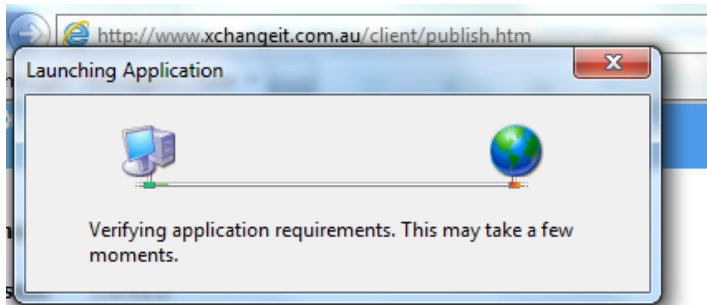 http://www.xchangeit.com.au/client/publish.htm
Launching Application
Verifying application requirements. This may take a few
moments.